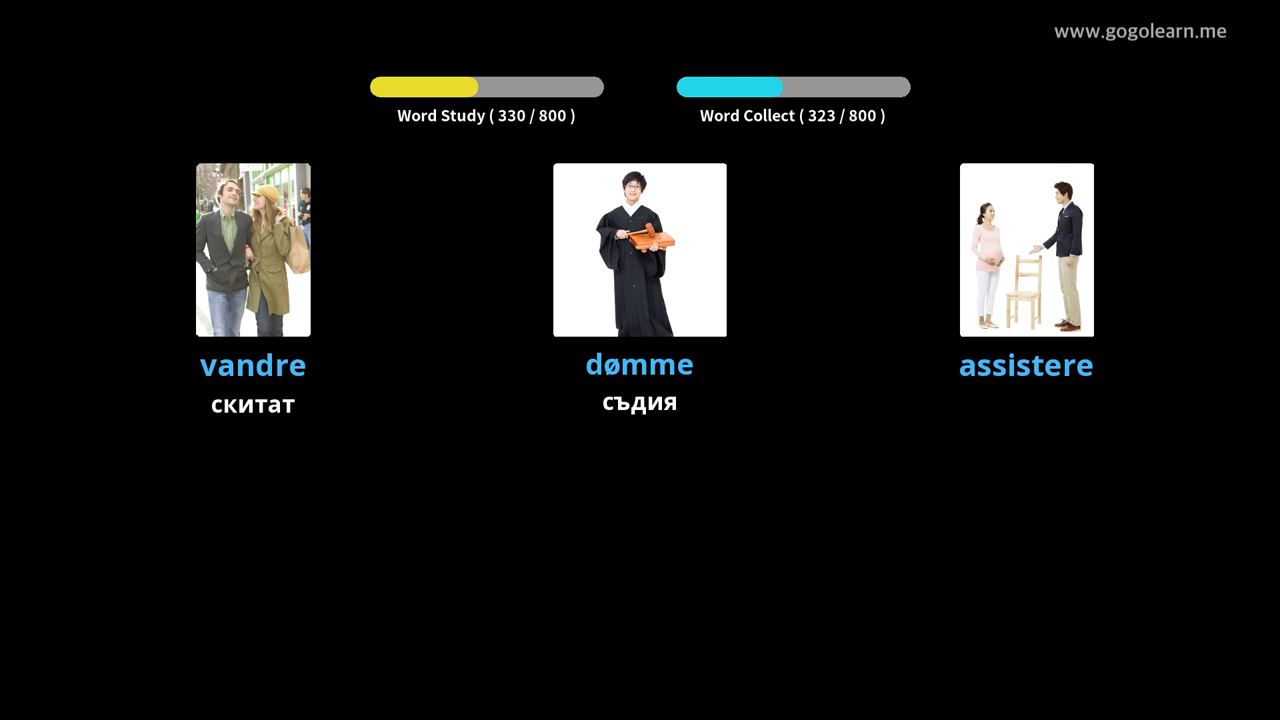 www.gogolearn.me
Word Study ( 330 / 800 )
Word Collect ( 323 / 800 )
vandre
dømme
assistere
скитат
съдия